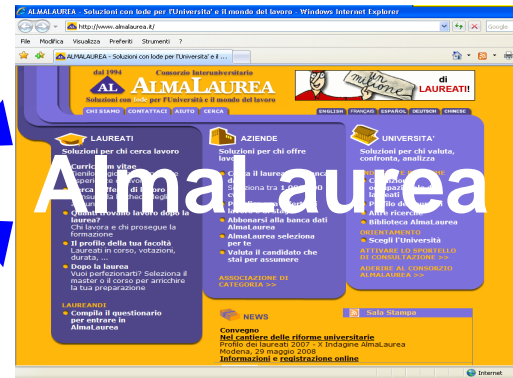 ALMALAUREA - Soluzioni con lode per l'Universita' e il mondo del lavoro - Windows Internet Explorer
http://www.almalaurea.it/
Google
File Modifica Visualizza Preferiti Strumenti ?
ALMALAUREA - Soluzioni con lode per l'Universita' e il ...
dal 1994
Consorzio Interuniversitario
AL ALMALAUREA
Soluzioni con lode per l'Università e il mondo del lavoro
un milione di LAUREATI!
CHI SIAMO CONTATTACI AIUTO CERCA
ENGLISH FRANÇAIS ESPAÑOL DEUTSCH CHINESE
LAUREATI
Soluzioni per chi cerca lavoro
Curriculum vitae
Quanti trovano lavoro dopo la laurea?
Chi lavora e chi prosegue la formazione
Il profilo della tua facoltà
Laureati in corso, votazioni, durata, ...
Dopo la laurea
Vuoi perfezionarti? Seleziona il master o il corso per arricchire la tua preparazione
LAUREANDI
Compila il questionario per entrare in AlmaLaurea
AZIENDE
Soluzioni per chi offre lavoro
Abbonarsi alla banca dati AlmaLaurea
AlmaLaurea seleziona per te
Valuta il candidato che stai per assumere
ASSOCIAZIONE DI CATEGORIA >>
UNIVERSITA'
Soluzioni per chi valuta, confronta, analizza
Altre ricerche
Biblioteca AlmaLaurea
ORIENTAMENTO
Scegli l'Università
ATTIVARE LO SPORTELLO DI CONSULTAZIONE >>
ADERIRE AL CONSORZIO ALMALAUREA >>
AlmaLaurea
NEWS
Convegno
Nel cantiere delle riforme universitarie
Profilo dei laureati 2007 - X Indagine AlmaLaurea
Modena, 29 maggio 2008
Informazioni e registrazione online
Sala Stampa
Internet